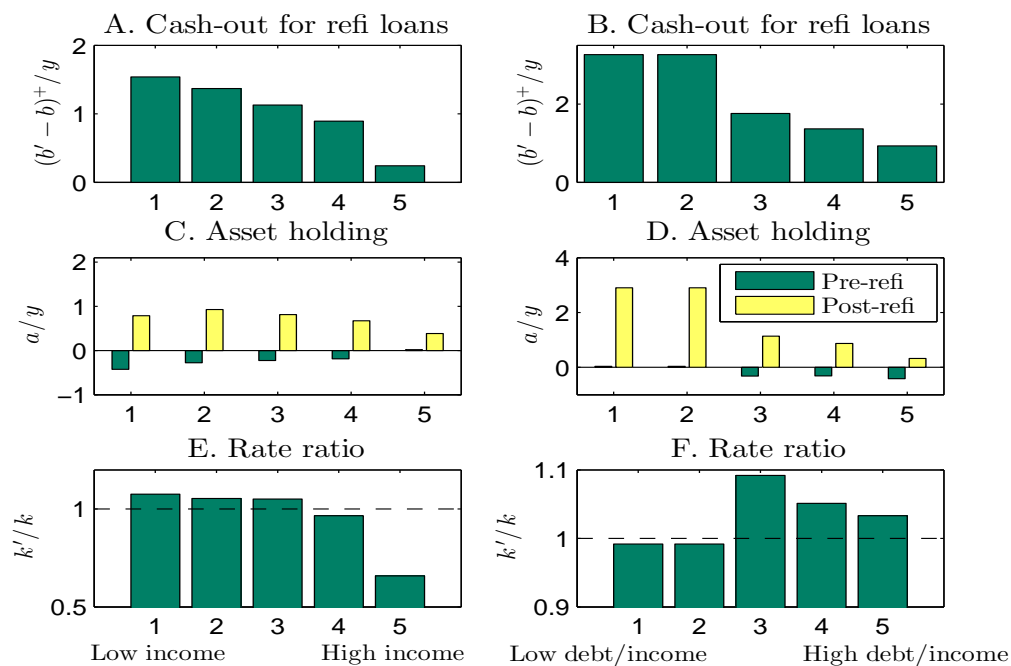 A. Cash-out for refi loans
(b′ − b)⁺/y
2
1
0
1 2 3 4 5
B. Cash-out for refi loans
(b′ − b)⁺/y
2
0
1 2 3 4 5
C. Asset holding
a/y
2
1
0
−1
1 2 3 4 5
D. Asset holding
a/y
4
2
0
Pre-refi
Post-refi
1 2 3 4 5
E. Rate ratio
k′/k
1
0.5
1 2 3 4 5
Low income High income
F. Rate ratio
k′/k
1.1
1
0.9
1 2 3 4 5
Low debt/income High debt/income